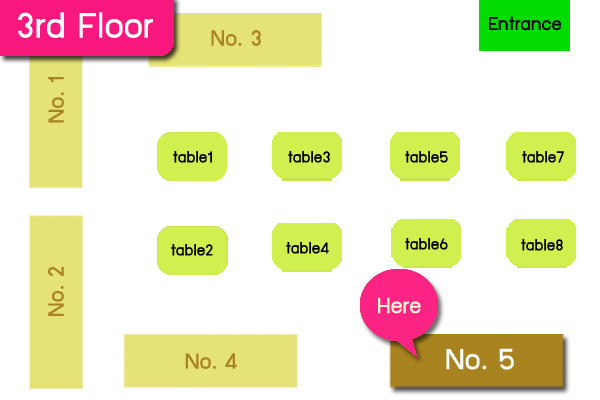 3rd Floor
No. 3
Entrance
No. 1
table1
table3
table5
table7
No. 2
table2
table4
table6
table8
Here
No. 4
No. 5